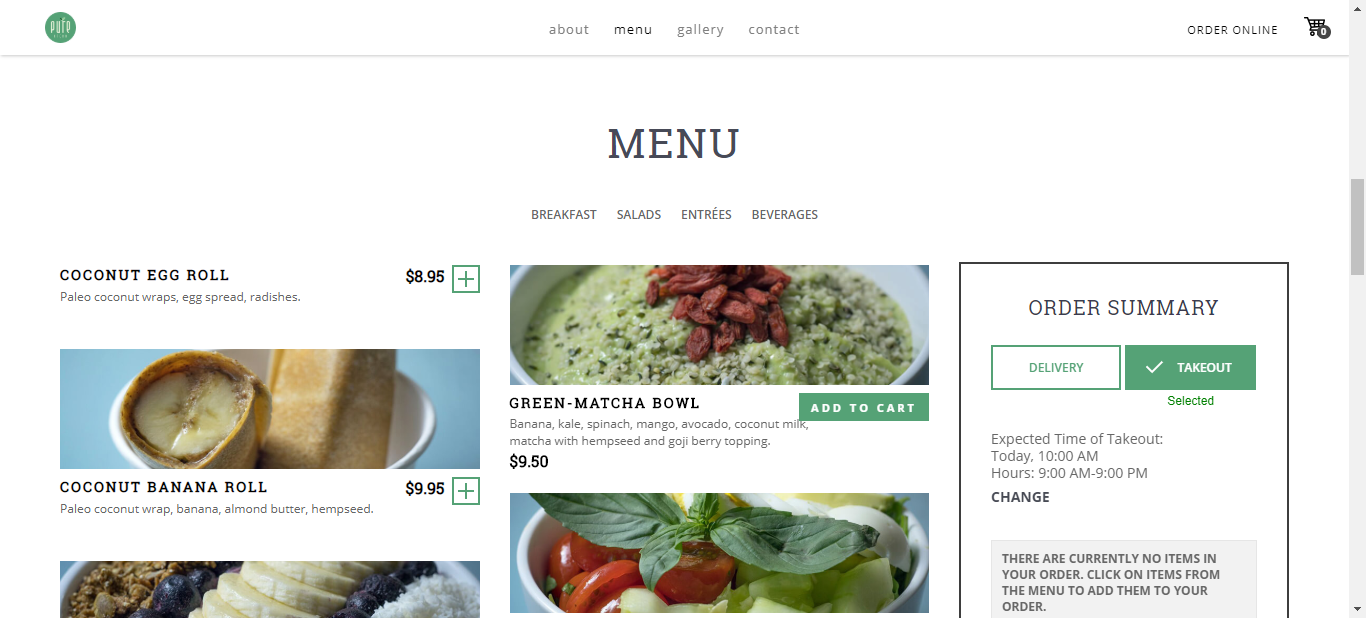 pure
about menu gallery contact
ORDER ONLINE
0
MENU
BREAKFAST SALADS ENTRÉES BEVERAGES
COCONUT EGG ROLL
$8.95
Paleo coconut wraps, egg spread, radishes.
COCONUT BANANA ROLL
$9.95
Paleo coconut wrap, banana, almond butter, hempseed.
GREEN-MATCHA BOWL
ADD TO CART
Banana, kale, spinach, mango, avocado, coconut milk,
matcha with hempseed and goji berry topping.
$9.50
ORDER SUMMARY
DELIVERY
TAKEOUT
Selected
Expected Time of Takeout:
Today, 10:00 AM
Hours: 9:00 AM-9:00 PM
CHANGE
THERE ARE CURRENTLY NO ITEMS IN
YOUR ORDER. CLICK ON ITEMS FROM
THE MENU TO ADD THEM TO YOUR
ORDER.